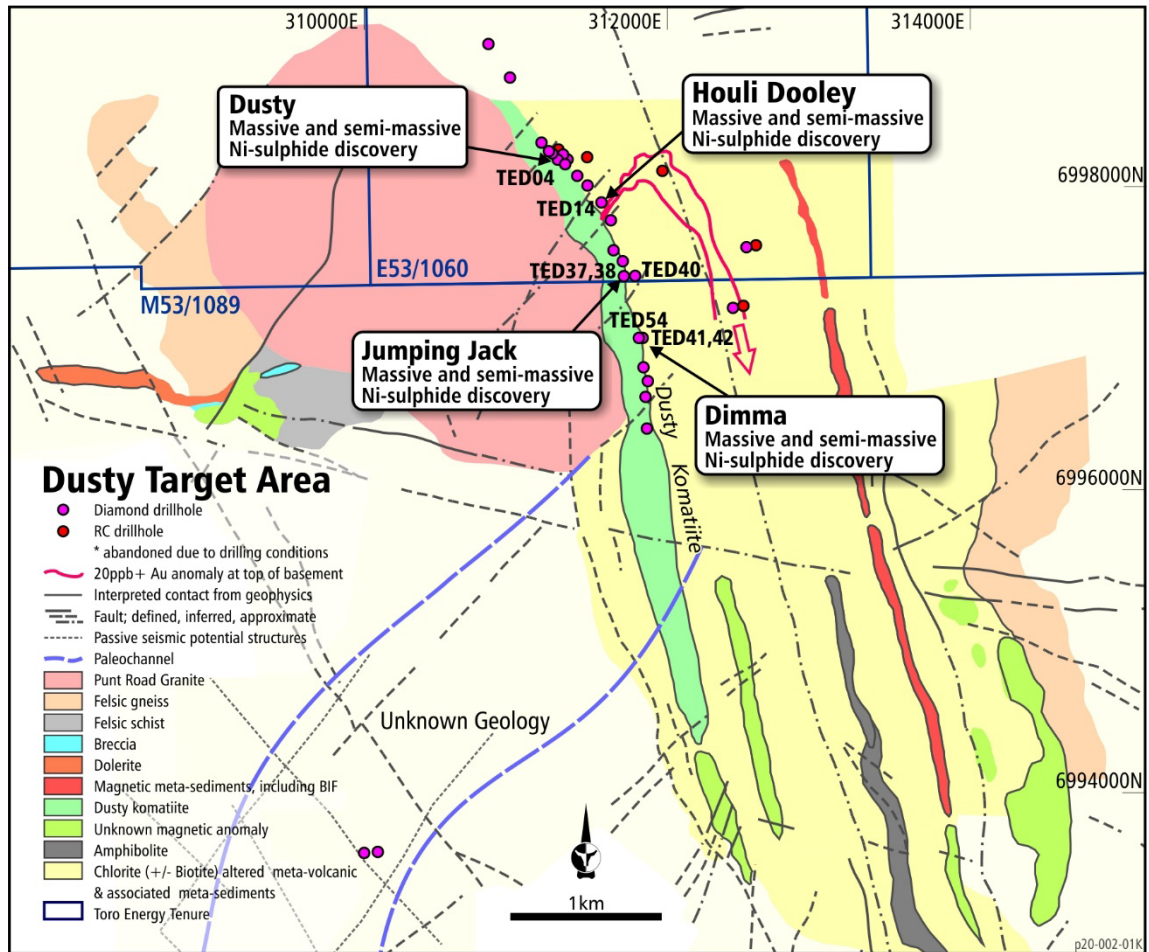 310000E
312000E
314000E
Dusty
Massive and semi-massive
Ni-sulphide discovery
Houli Dooley
Massive and semi-massive
Ni-sulphide discovery
TED04
6998000N
TED14
E53/1060
TED37,38
TED40
M53/1089
TED54
TED41,42
Jumping Jack
Massive and semi-massive
Ni-sulphide discovery
Dimma
Massive and semi-massive
Ni-sulphide discovery
Dusty Komatiite
6996000N
Dusty Target Area
Diamond drillhole
RC drillhole
* abandoned due to drilling conditions
20ppb+ Au anomaly at top of basement
Interpreted contact from geophysics
Fault; defined, inferred, approximate
Passive seismic potential structures
Paleochannel
Punt Road Granite
Felsic gneiss
Felsic schist
Breccia
Dolerite
Magnetic meta-sediments, including BIF
Dusty komatiite
Unknown magnetic anomaly
Amphibolite
Chlorite (+/- Biotite) altered meta-volcanic
& associated meta-sediments
Toro Energy Tenure
Unknown Geology
6994000N
1km
p20-002-01K